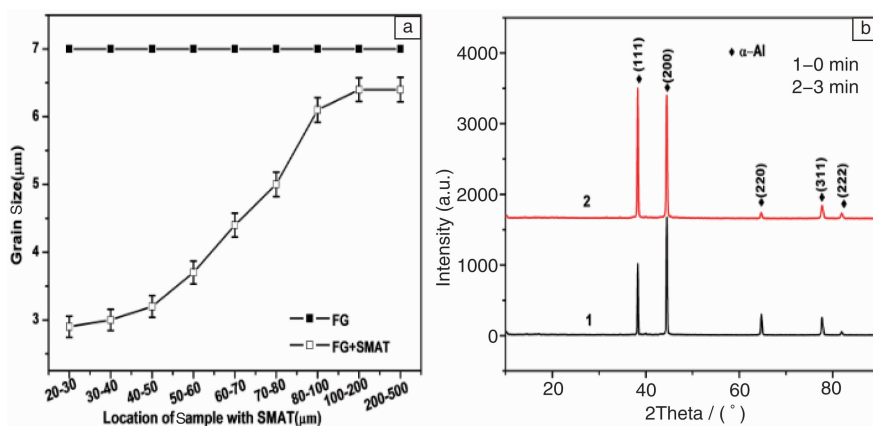 a
7
6
5
4
3
Grain Size(μm)
FG
FG+SMAT
20-30
30-40
40-50
50-60
60-70
70-80
80-100
100-200
200-500
Location of Sample with SMAT(μm)
b
4000
3000
2000
1000
0
Intensity (a.u.)
α-Al
1–0 min
2–3 min
(111)
(200)
(220)
(311)
(222)
2
1
20
40
60
80
2Theta / (°)